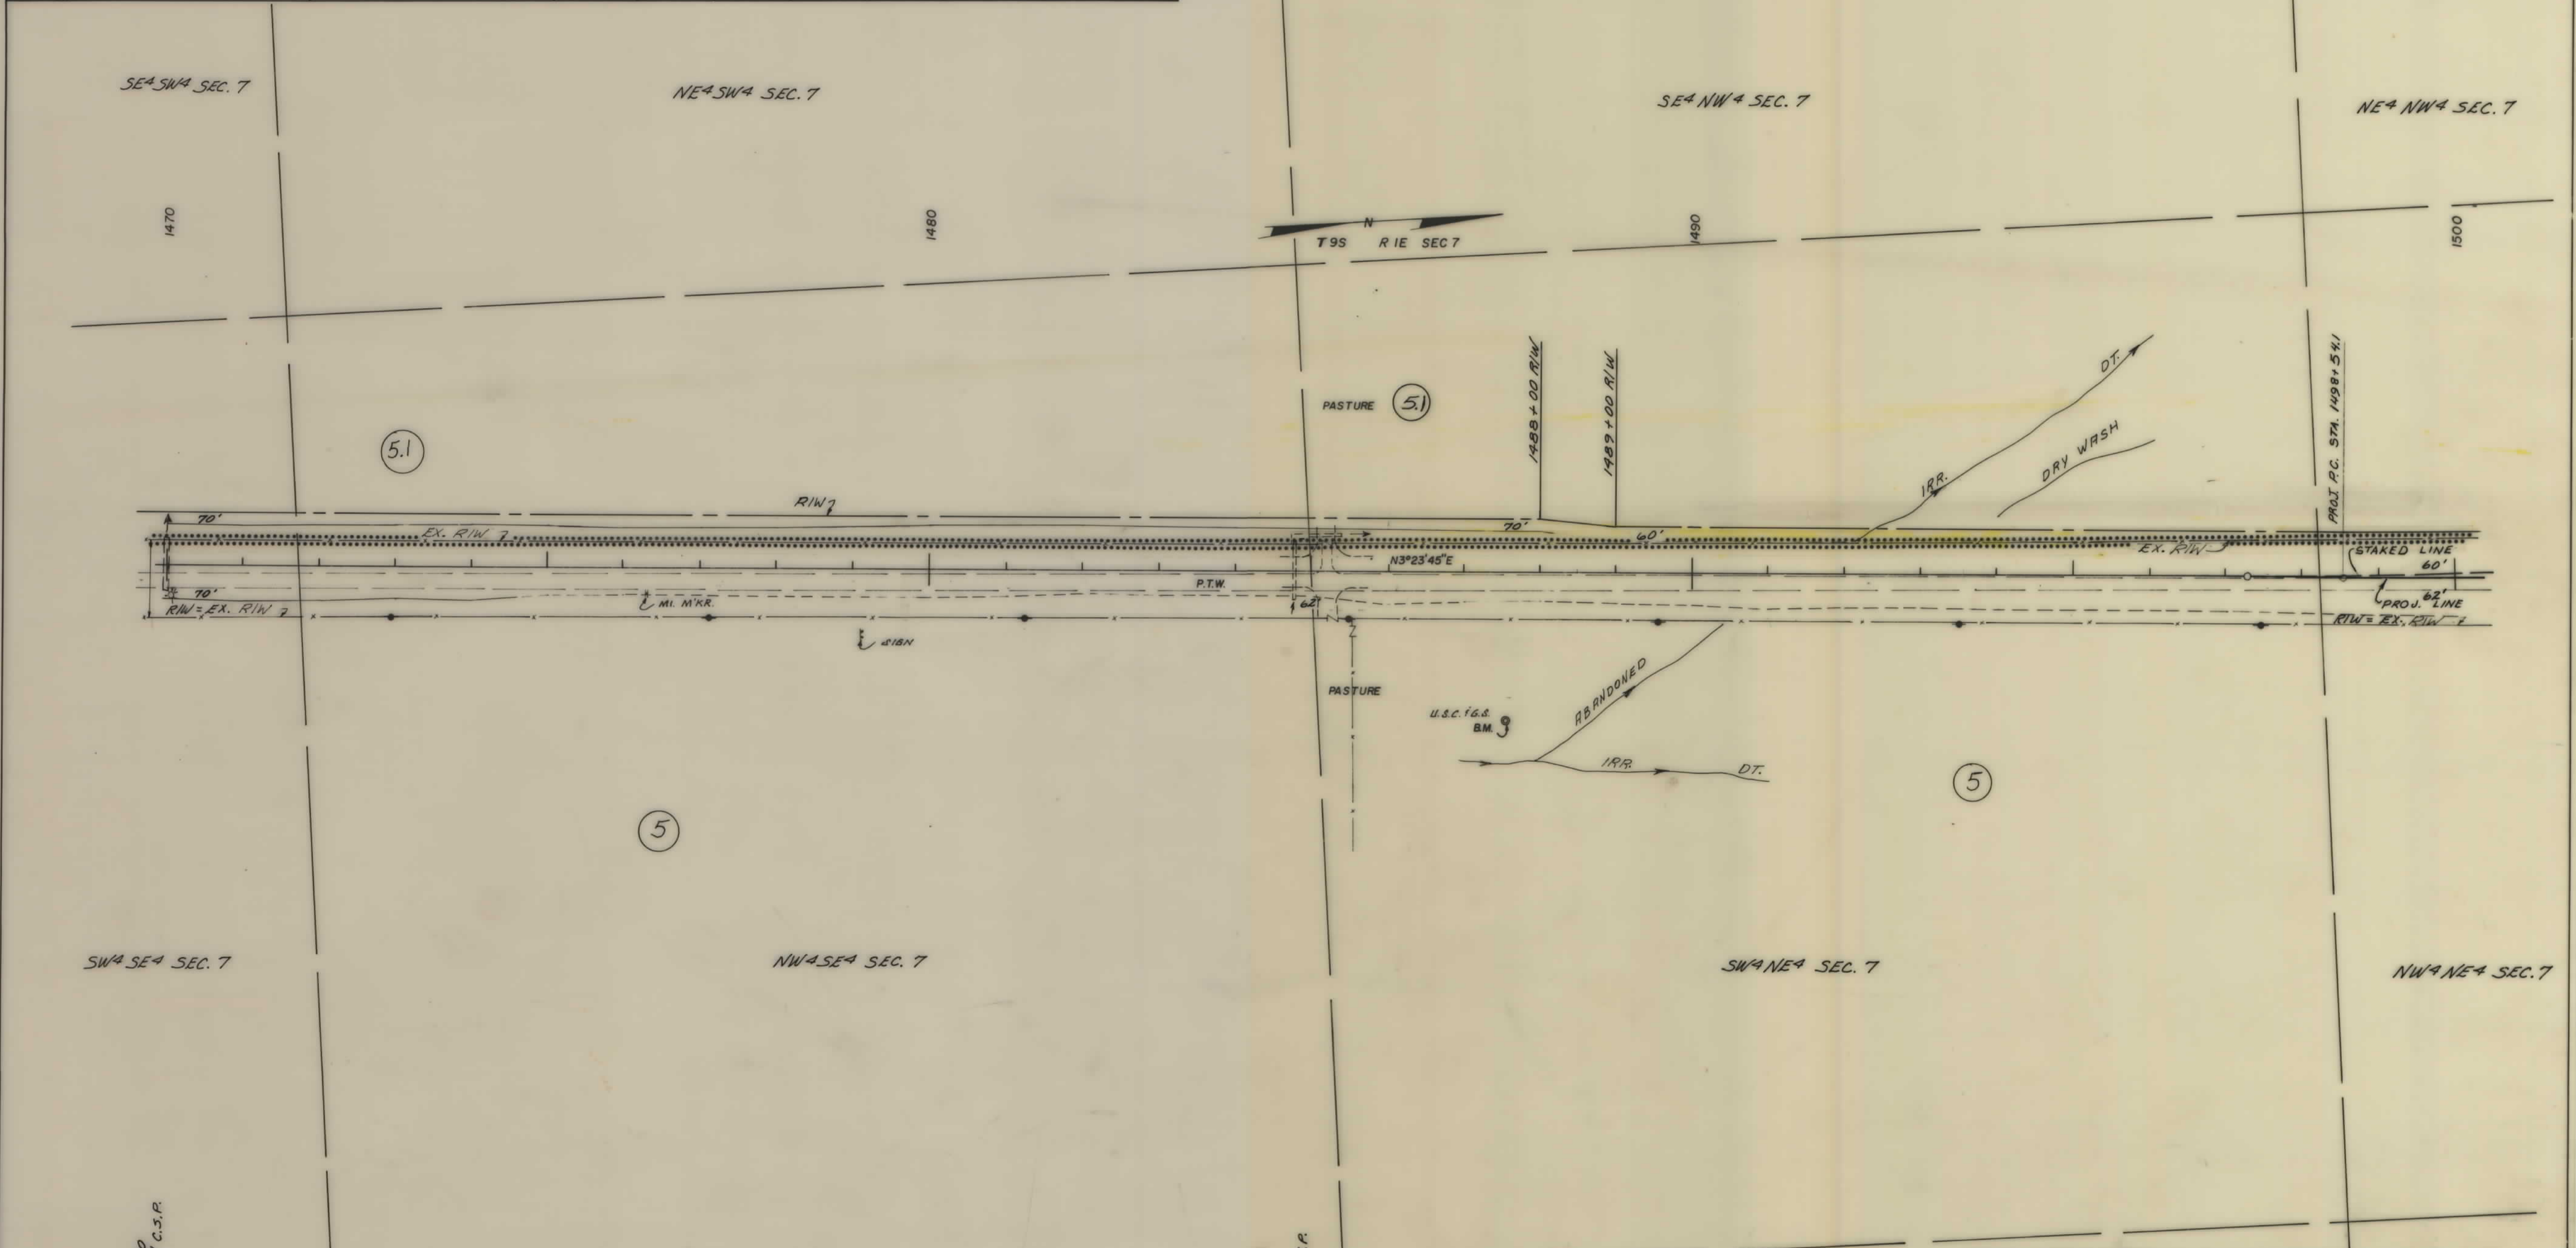 SE4 SW4 SEC. 7
NE4 SW4 SEC. 7
SE4 NW4 SEC. 7
NE4 NW4 SEC. 7
1470
1480
1490
1500
N
T9S R1E SEC 7
PASTURE 5.1
5.1
1488+00 R/W
1489+00 R/W
IRR. DT.
DRY WASH
PROJ. P.C. STA. 1498+54.1
R/W
70'
EX. R/W
70'
60'
EX. R/W
STAKED LINE
60'
N3°23'45"E
P.T.W.
70'
R/W = EX. R/W
MI. M'KR.
62'
62'
PROJ. LINE
R/W = EX. R/W
SIGN
PASTURE
ABANDONED
U.S.C. & G.S.
B.M.
IRR. DT.
5
5
SW4 SE4 SEC. 7
NW4 SE4 SEC. 7
SW4 NE4 SEC. 7
NW4 NE4 SEC. 7
C.S.P.